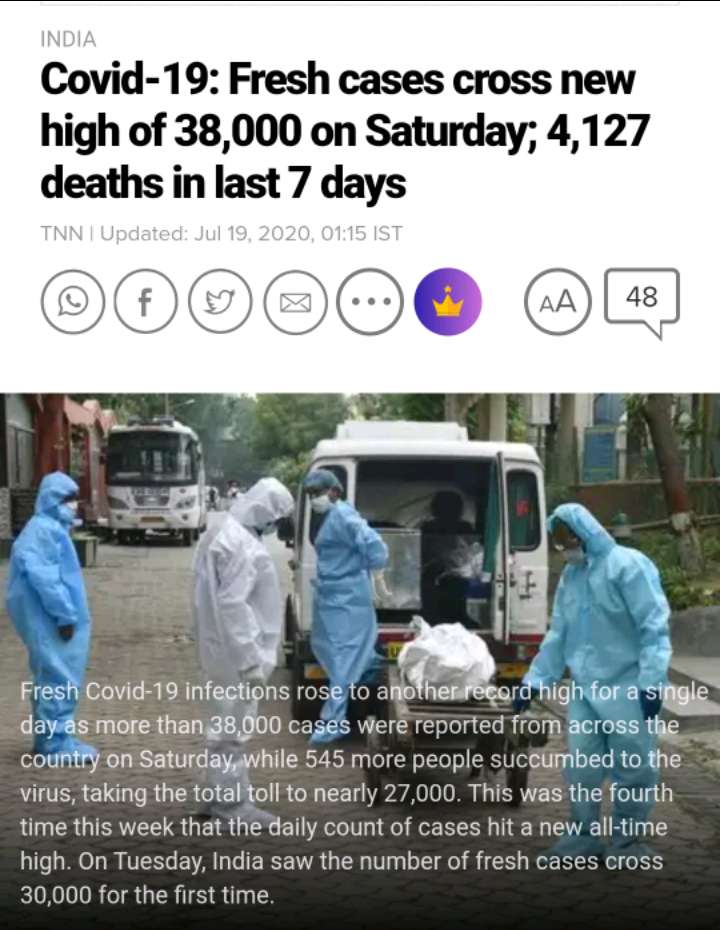 INDIA
Covid-19: Fresh cases cross new
high of 38,000 on Saturday; 4,127
deaths in last 7 days
TNN | Updated: Jul 19, 2020, 01:15 IST
f
AA
48
Fresh Covid-19 infections rose to another record high for a single
day as more than 38,000 cases were reported from across the
country on Saturday, while 545 more people succumbed to the
virus, taking the total toll to nearly 27,000. This was the fourth
time this week that the daily count of cases hit a new all-time
high. On Tuesday, India saw the number of fresh cases cross
30,000 for the first time.